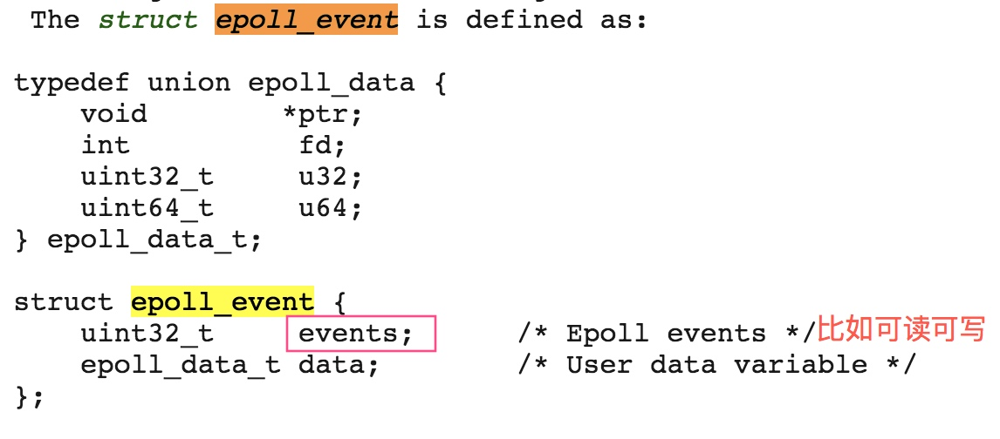 The struct epoll_event is defined as:
typedef union epoll_data {
    void        *ptr;
    int          fd;
    uint32_t     u32;
    uint64_t     u64;
} epoll_data_t;
struct epoll_event {
    uint32_t     events;      /* Epoll events */比如可读可写
    epoll_data_t data;        /* User data variable */
};